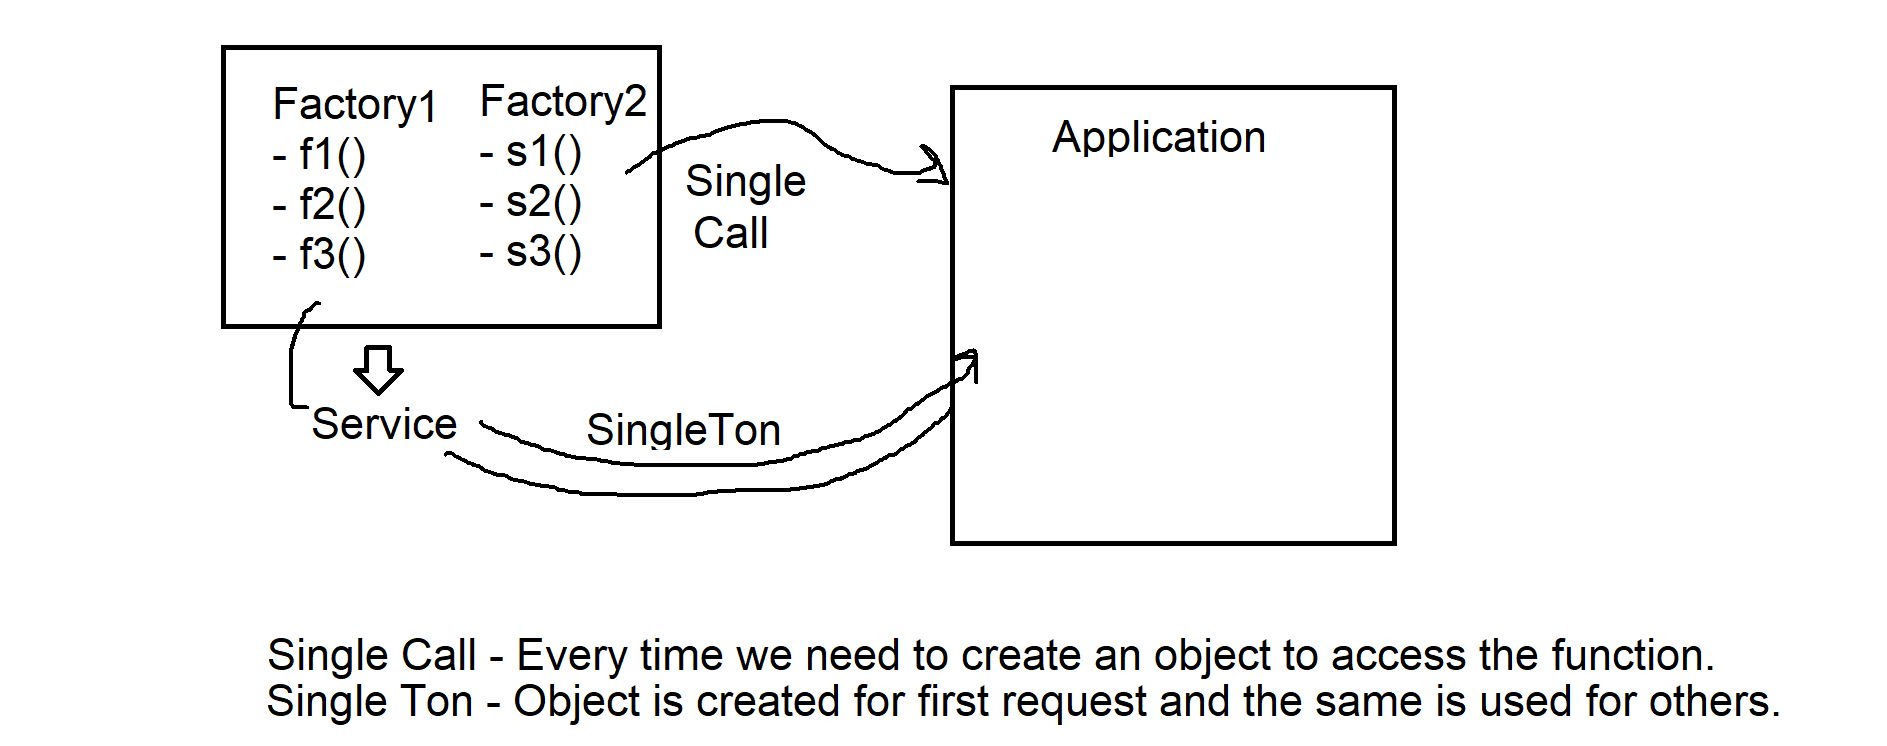 Factory1
- f1()
- f2()
- f3()
Factory2
- s1()
- s2()
- s3()
Single
Call
Application
Service
SingleTon
Single Call - Every time we need to create an object to access the function.
Single Ton - Object is created for first request and the same is used for others.